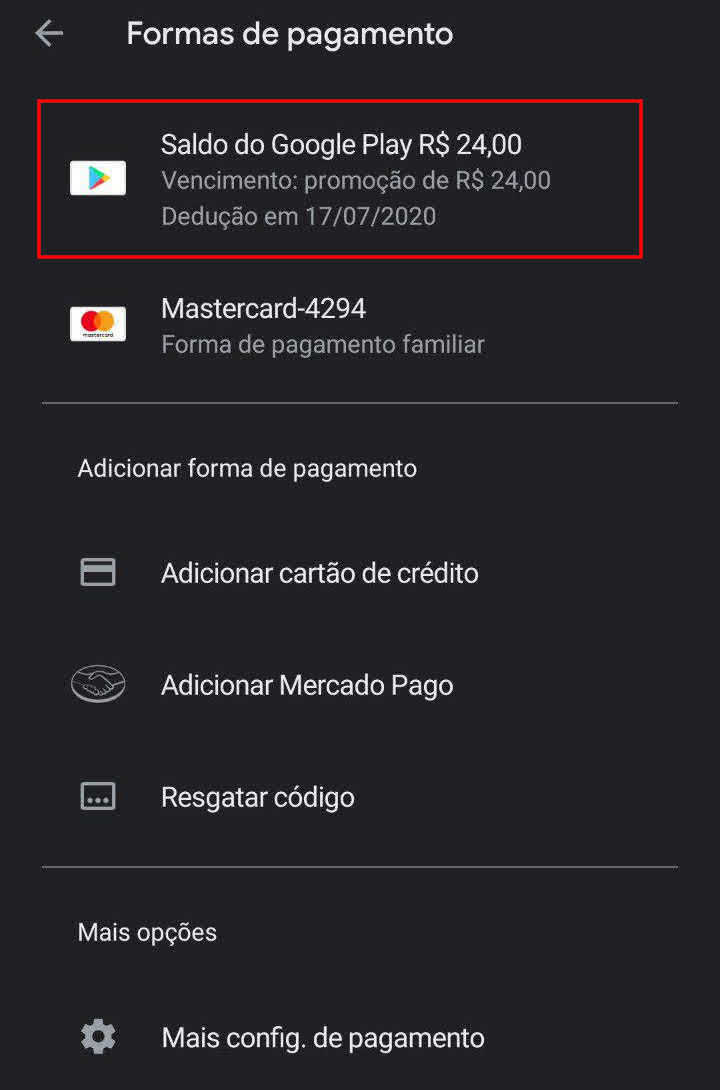 Formas de pagamento
Saldo do Google Play R$ 24,00
Vencimento: promoção de R$ 24,00
Dedução em 17/07/2020
mastercard
Mastercard-4294
Forma de pagamento familiar
Adicionar forma de pagamento
Adicionar cartão de crédito
Adicionar Mercado Pago
Resgatar código
Mais opções
Mais config. de pagamento